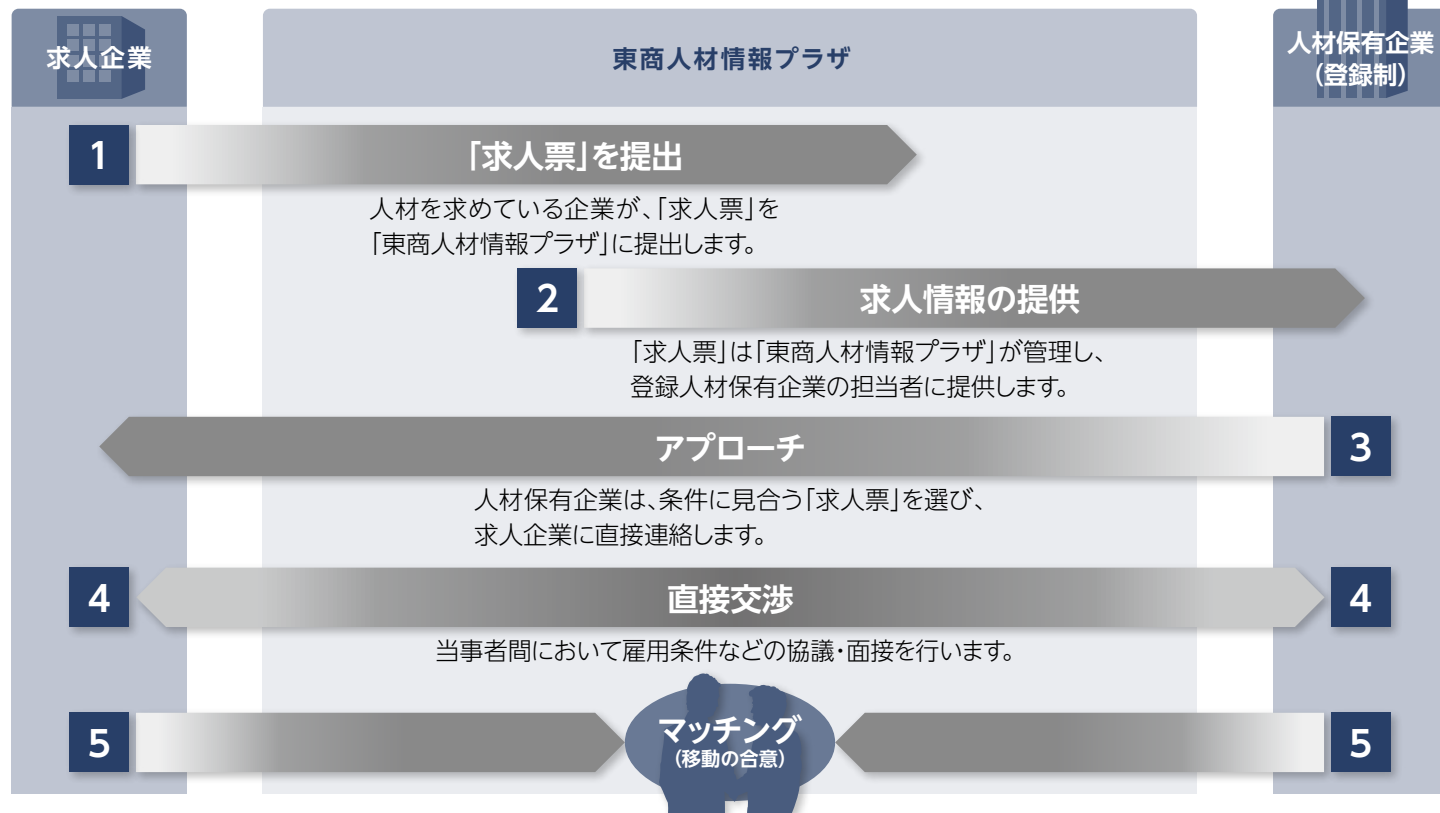 求人企業
東商人材情報プラザ
人材保有企業
(登録制)
1
「求人票」を提出
人材を求めている企業が、「求人票」を
「東商人材情報プラザ」に提出します。
2
求人情報の提供
「求人票」は「東商人材情報プラザ」が管理し、
登録人材保有企業の担当者に提供します。
アプローチ
3
人材保有企業は、条件に見合う「求人票」を選び、
求人企業に直接連絡します。
4
直接交渉
4
当事者間において雇用条件などの協議・面接を行います。
5
マッチング
(移動の合意)
5